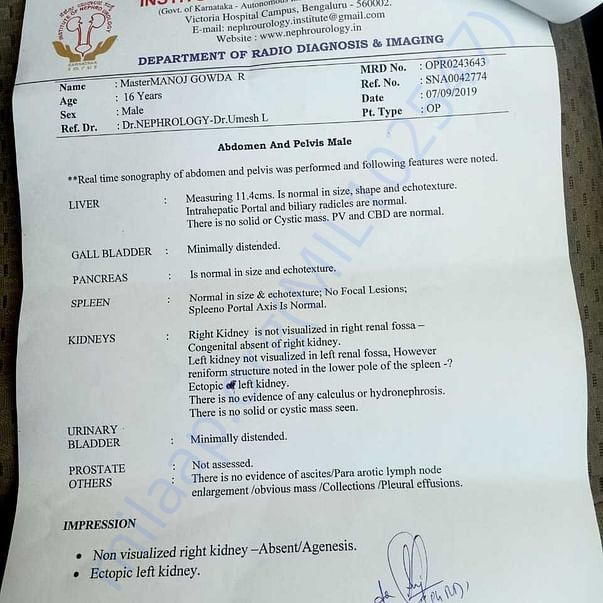 (Govt. of Karnataka - Autonomous
Victoria Hospital Campus, Bengaluru - 560002.
E-mail: nephrourology.institute@gmail.com
Website : www.nephrourology.in
DEPARTMENT OF RADIO DIAGNOSIS & IMAGING
Name : MasterMANOJ GOWDA R MRD No. : OPR0243643
Age : 16 Years Ref. No. : SNA0042774
Sex : Male Date : 07/09/2019
Ref. Dr. : Dr.NEPHROLOGY-Dr.Umesh L Pt. Type : OP
Abdomen And Pelvis Male
**Real time sonography of abdomen and pelvis was performed and following features were noted.
LIVER : Measuring 11.4cms. Is normal in size, shape and echotexture.
Intrahepatic Portal and biliary radicles are normal.
There is no solid or Cystic mass. PV and CBD are normal.
GALL BLADDER : Minimally distended.
PANCREAS : Is normal in size and echotexture.
SPLEEN : Normal in size & echotexture; No Focal Lesions;
Spleno Portal Axis Is Normal.
KIDNEYS : Right Kidney is not visualized in right renal fossa –
Congenital absent of right kidney.
Left kidney not visualized in left renal fossa, However
reniform structure noted in the lower pole of the spleen -?
Ectopic of left kidney.
There is no evidence of any calculus or hydronephrosis.
There is no solid or cystic mass seen.
URINARY
BLADDER : Minimally distended.
PROSTATE : Not assessed.
OTHERS : There is no evidence of ascites/Para arotic lymph node
enlargement /obvious mass /Collections /Pleural effusions.
IMPRESSION
• Non visualized right kidney –Absent/Agenesis.
• Ectopic left kidney.